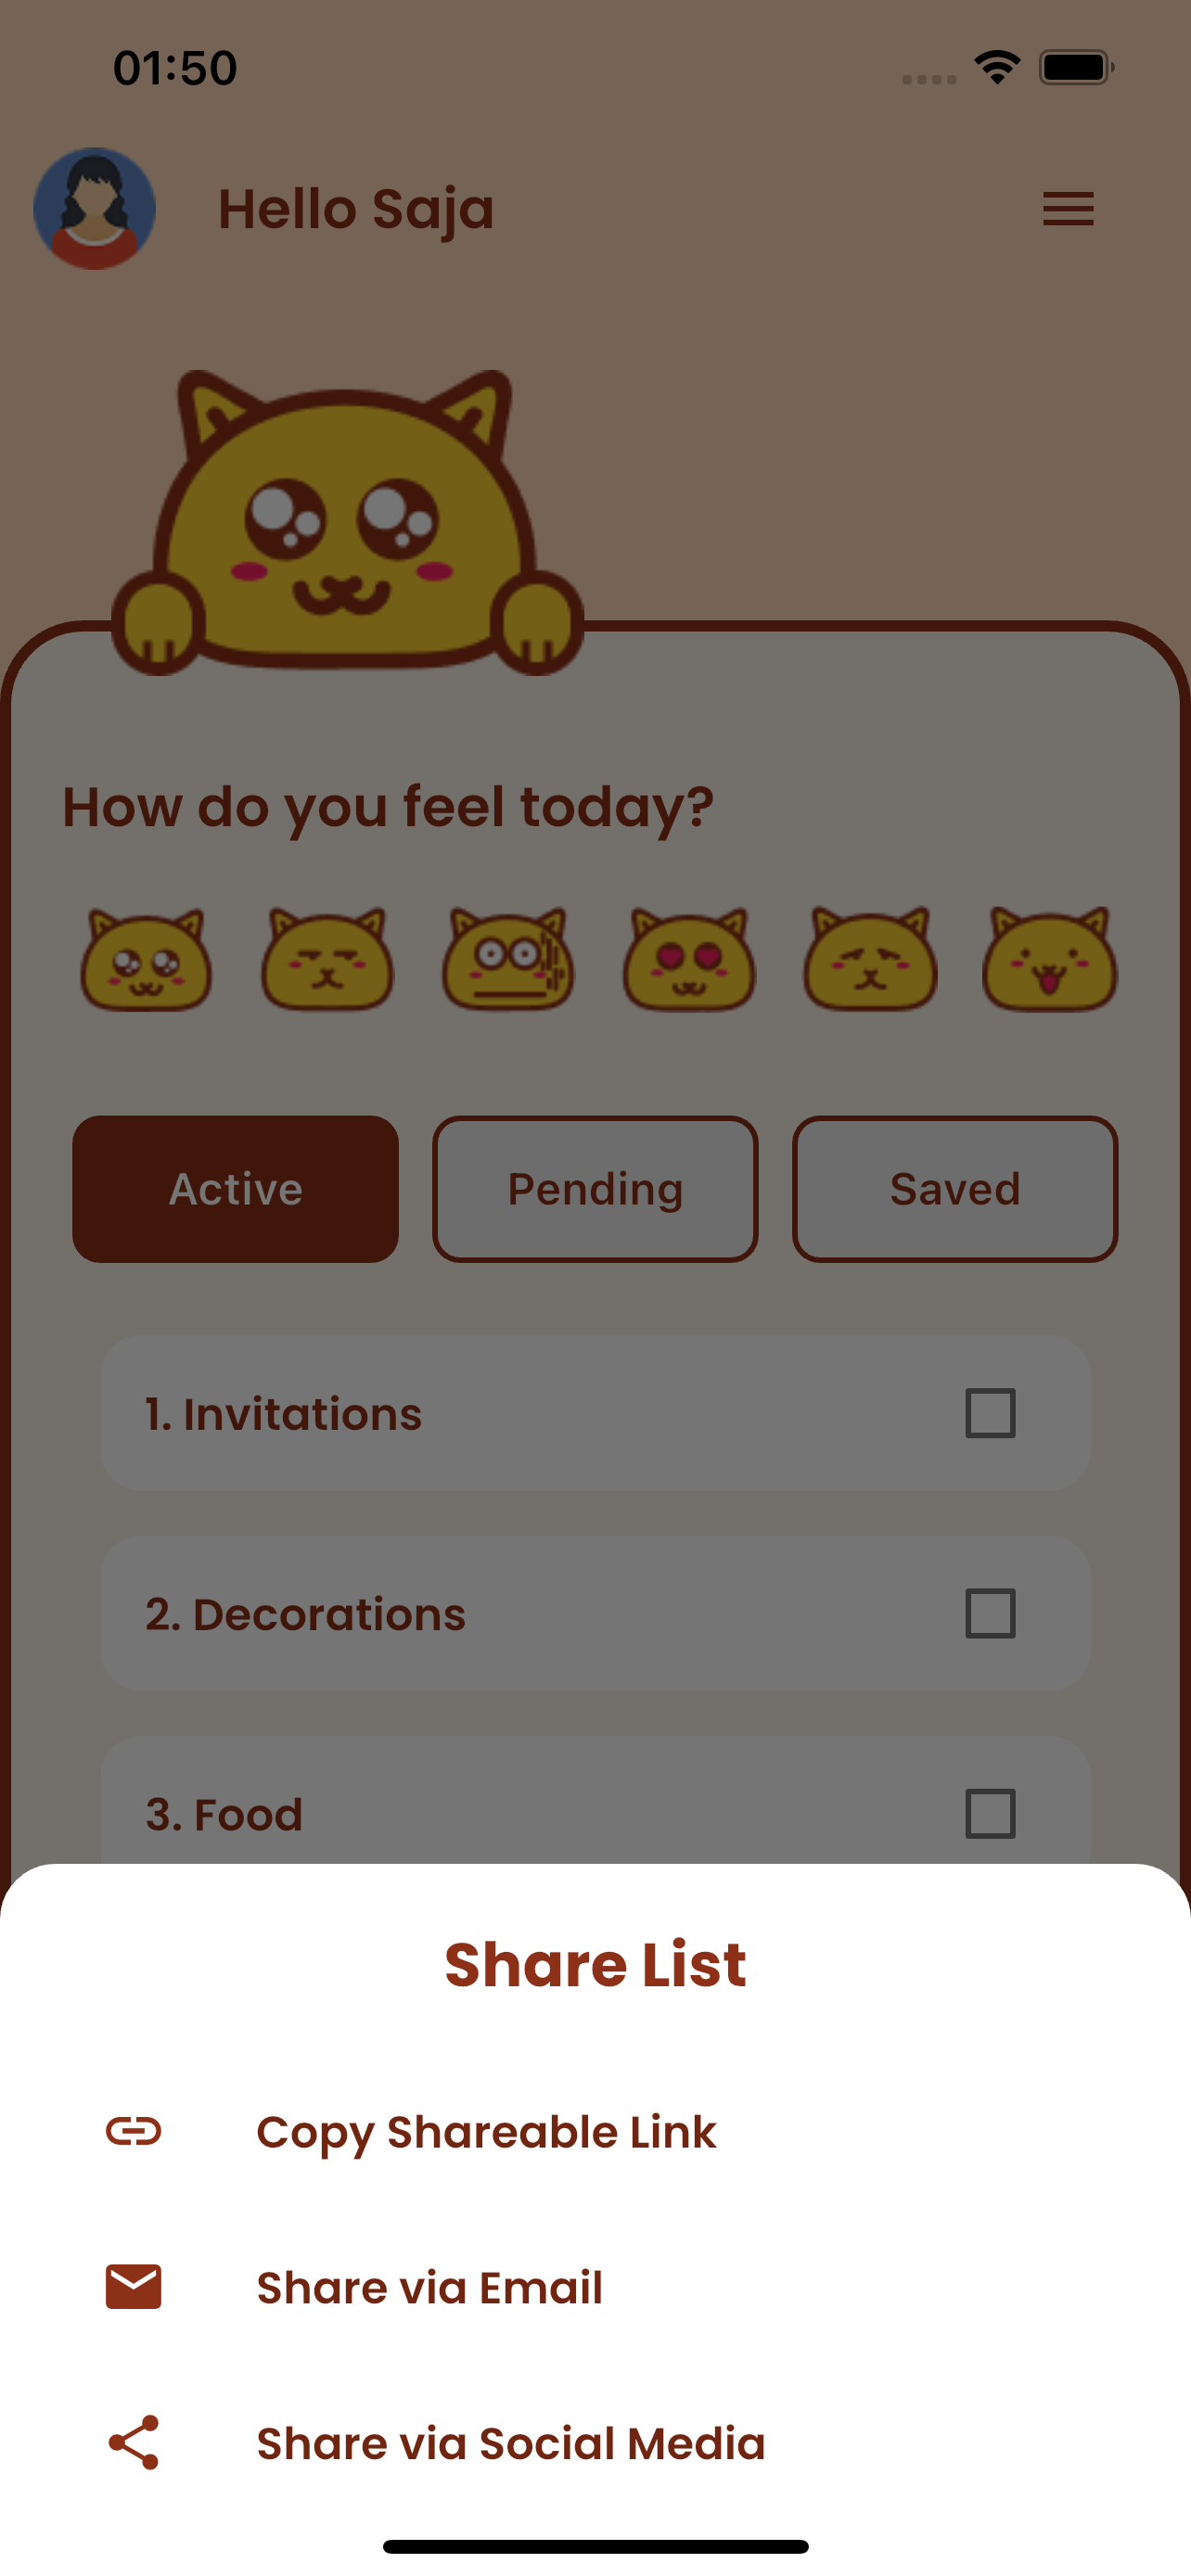 01:50
Hello Saja
How do you feel today?
Active
Pending
Saved
1. Invitations
2. Decorations
3. Food
Share List
Copy Shareable Link
Share via Email
Share via Social Media